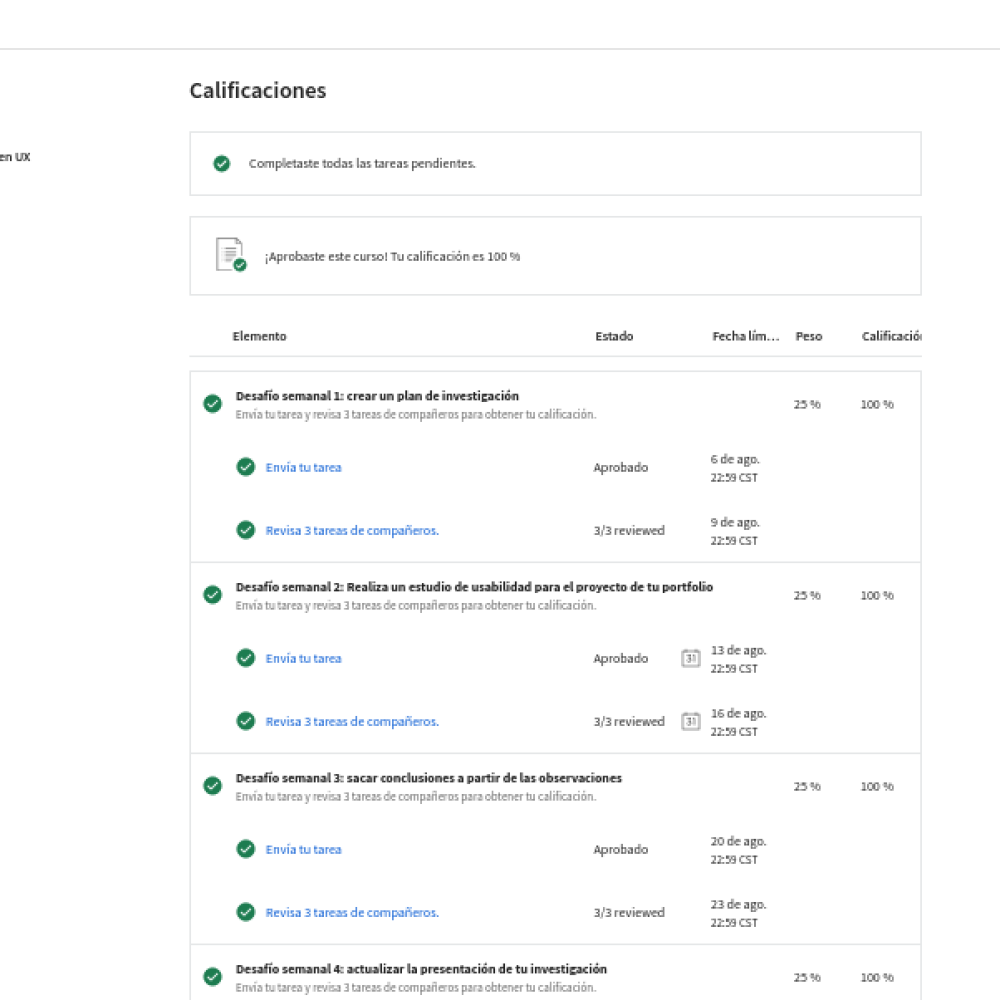 Calificaciones
en UX
Completaste todas las tareas pendientes.
¡Aprobaste este curso! Tu calificación es 100 %
Elemento Estado Fecha lím... Peso Calificación
Desafío semanal 1: crear un plan de investigación 25 % 100 %
Envía tu tarea y revisa 3 tareas de compañeros para obtener tu calificación.
Envía tu tarea Aprobado 6 de ago.
22:59 CST
Revisa 3 tareas de compañeros. 3/3 reviewed 9 de ago.
22:59 CST
Desafío semanal 2: Realiza un estudio de usabilidad para el proyecto de tu portfolio 25 % 100 %
Envía tu tarea y revisa 3 tareas de compañeros para obtener tu calificación.
Envía tu tarea Aprobado 31 13 de ago.
22:59 CST
Revisa 3 tareas de compañeros. 3/3 reviewed 31 16 de ago.
22:59 CST
Desafío semanal 3: sacar conclusiones a partir de las observaciones 25 % 100 %
Envía tu tarea y revisa 3 tareas de compañeros para obtener tu calificación.
Envía tu tarea Aprobado 20 de ago.
22:59 CST
Revisa 3 tareas de compañeros. 3/3 reviewed 23 de ago.
22:59 CST
Desafío semanal 4: actualizar la presentación de tu investigación 25 % 100 %
Envía tu tarea y revisa 3 tareas de compañeros para obtener tu calificación.